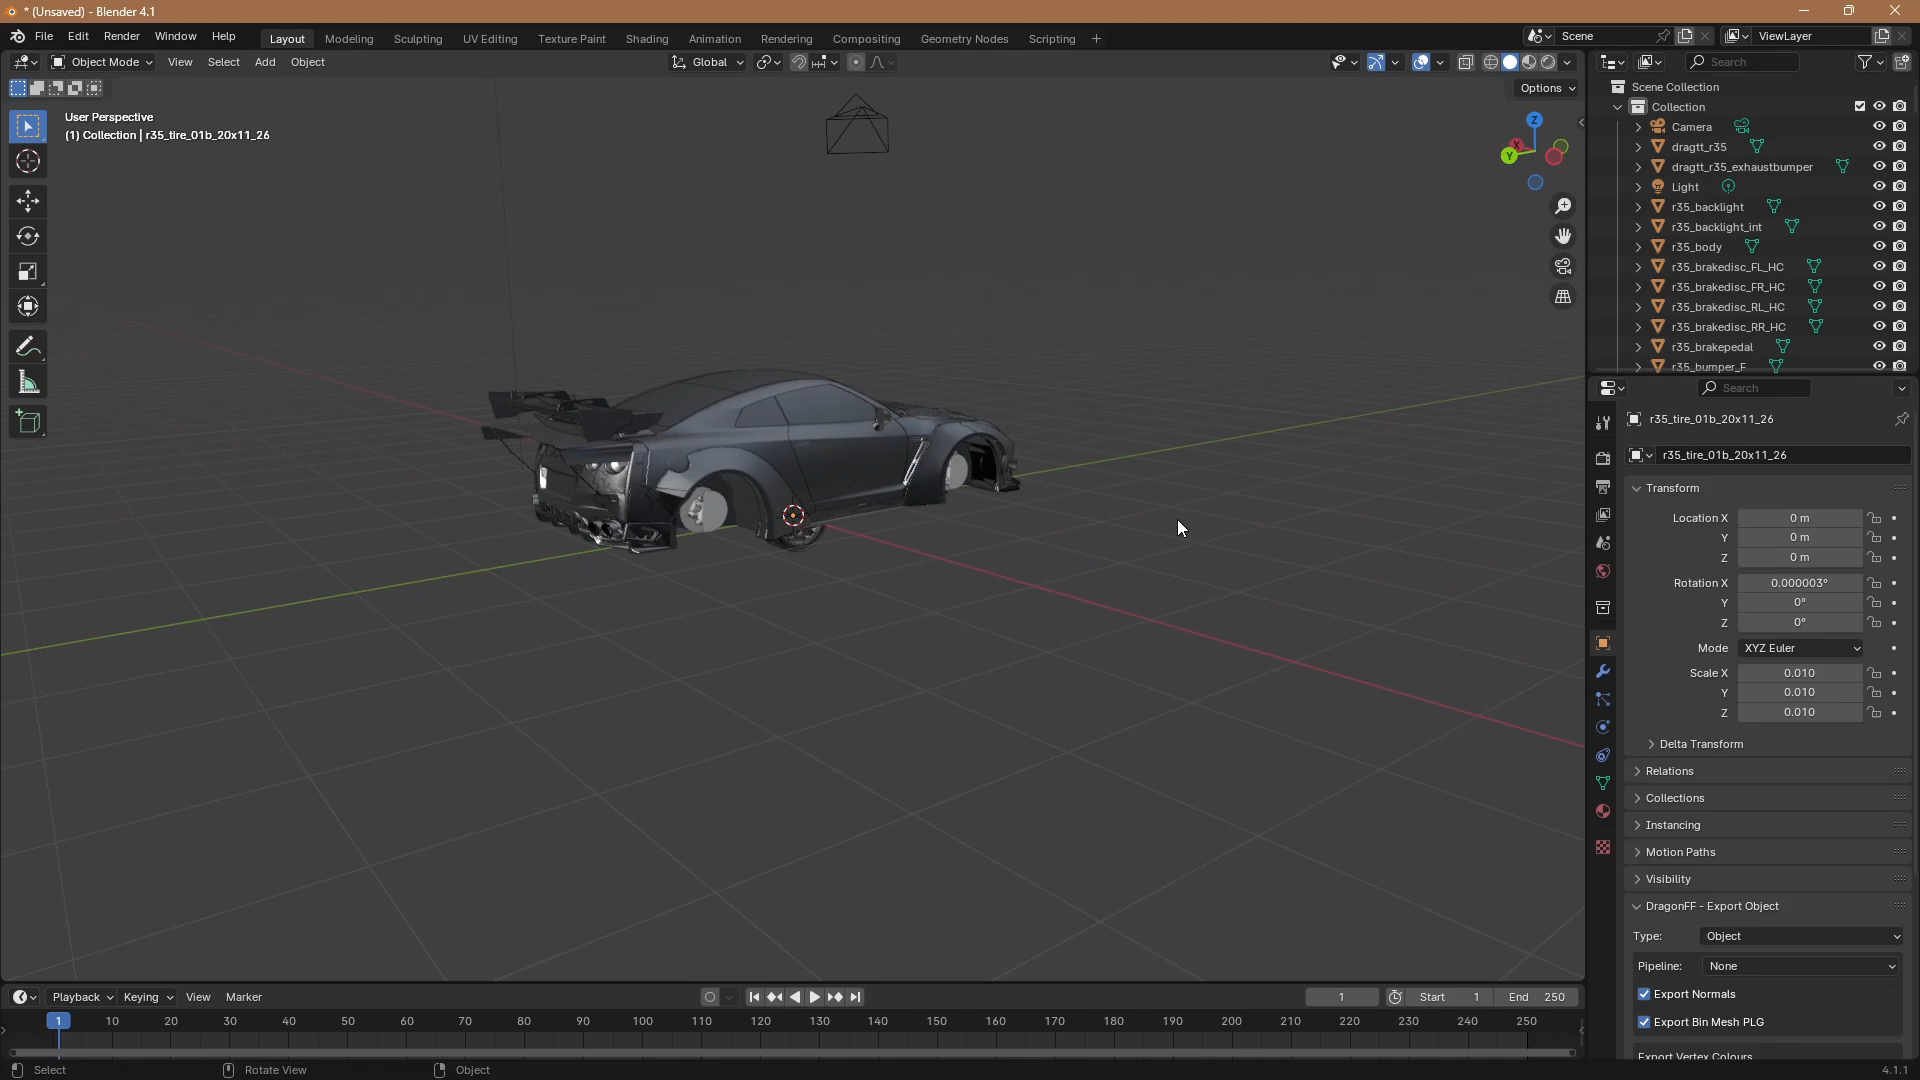 * (Unsaved) - Blender 4.1
File Edit Render Window Help Layout Modeling Sculpting UV Editing Texture Paint Shading Animation Rendering Compositing Geometry Nodes Scripting + Scene ViewLayer
Object Mode View Select Add Object Global Search
Options
User Perspective
(1) Collection | r35_tire_01b_20x11_26
Z
X
Y
Scene Collection
Collection
Camera
dragtt_r35
dragtt_r35_exhaustbumper
Light
r35_backlight
r35_backlight_int
r35_body
r35_brakedisc_FL_HC
r35_brakedisc_FR_HC
r35_brakedisc_RL_HC
r35_brakedisc_RR_HC
r35_brakepedal
r35_bumper_F
Search
r35_tire_01b_20x11_26
r35_tire_01b_20x11_26
Transform
Location X 0 m
Y 0 m
Z 0 m
Rotation X 0.000003°
Y 0°
Z 0°
Mode XYZ Euler
Scale X 0.010
Y 0.010
Z 0.010
Delta Transform
Relations
Collections
Instancing
Motion Paths
Visibility
DragonFF - Export Object
Type: Object
Pipeline: None
Export Normals
Export Bin Mesh PLG
Export Vertex Colours
Playback Keying View Marker 1 Start 1 End 250
1 10 20 30 40 50 60 70 80 90 100 110 120 130 140 150 160 170 180 190 200 210 220 230 240 250
Select Rotate View Object 4.1.1